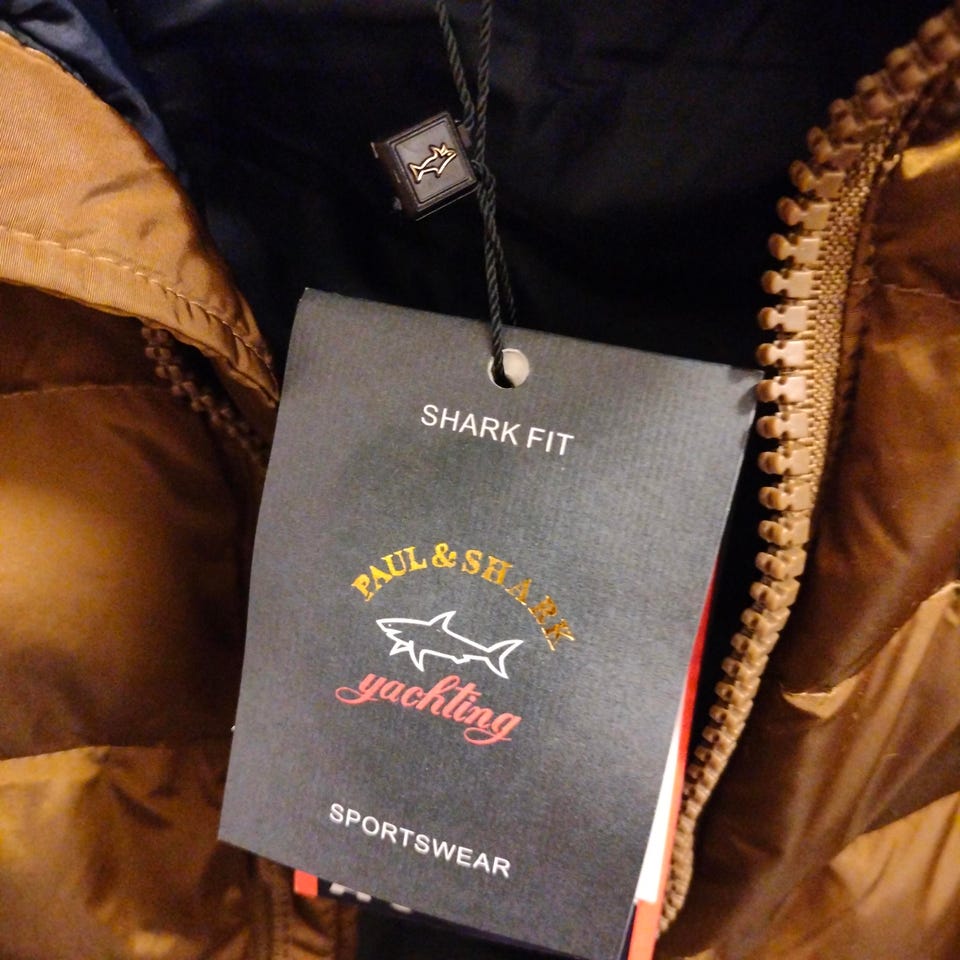 SHARK FIT
PAUL & SHARK
yachting
SPORTSWEAR